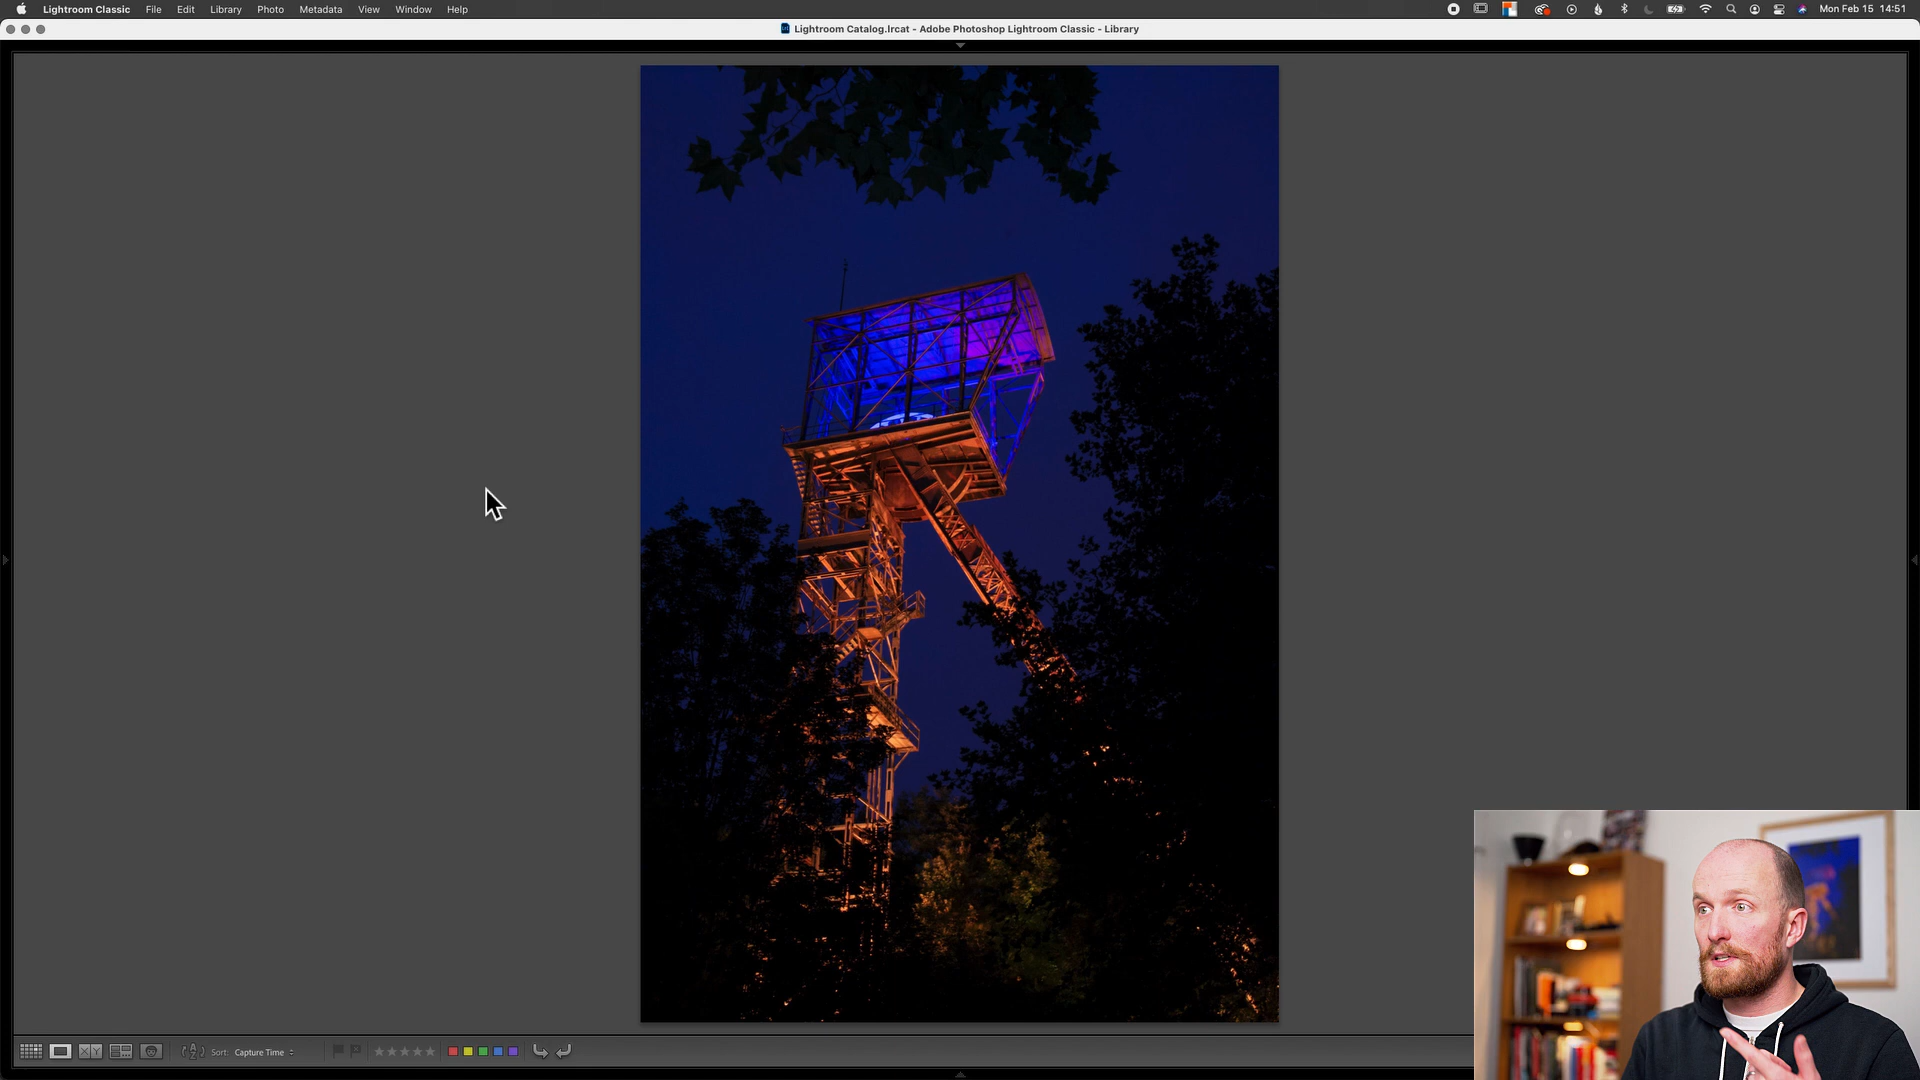 Lightroom Classic File Edit Library Photo Metadata View Window Help Mon Feb 15 14:51
Lightroom Catalog.lrcat - Adobe Photoshop Lightroom Classic - Library
XY Sort: Capture Time